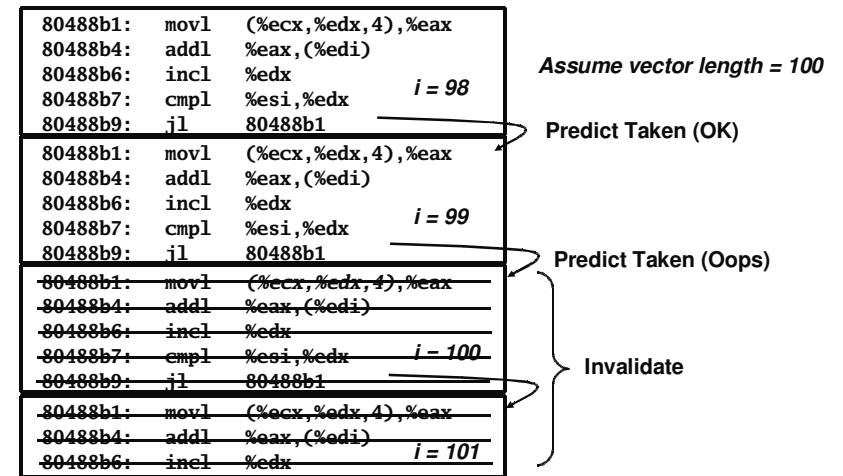 80488b1: movl (%ecx,%edx,4),%eax
80488b4: addl %eax,(%edi)
80488b6: incl %edx
80488b7: cmpl %esi,%edx
80488b9: jl 80488b1
i = 98
Assume vector length = 100
Predict Taken (OK)
80488b1: movl (%ecx,%edx,4),%eax
80488b4: addl %eax,(%edi)
80488b6: incl %edx
80488b7: cmpl %esi,%edx
80488b9: jl 80488b1
i = 99
Predict Taken (Oops)
80488b1: movl (%ecx,%edx,4),%eax
80488b4: addl %eax,(%edi)
80488b6: incl %edx
80488b7: cmpl %esi,%edx
80488b9: jl 80488b1
i = 100
Invalidate
80488b1: movl (%ecx,%edx,4),%eax
80488b4: addl %eax,(%edi)
80488b6: incl %edx
i = 101